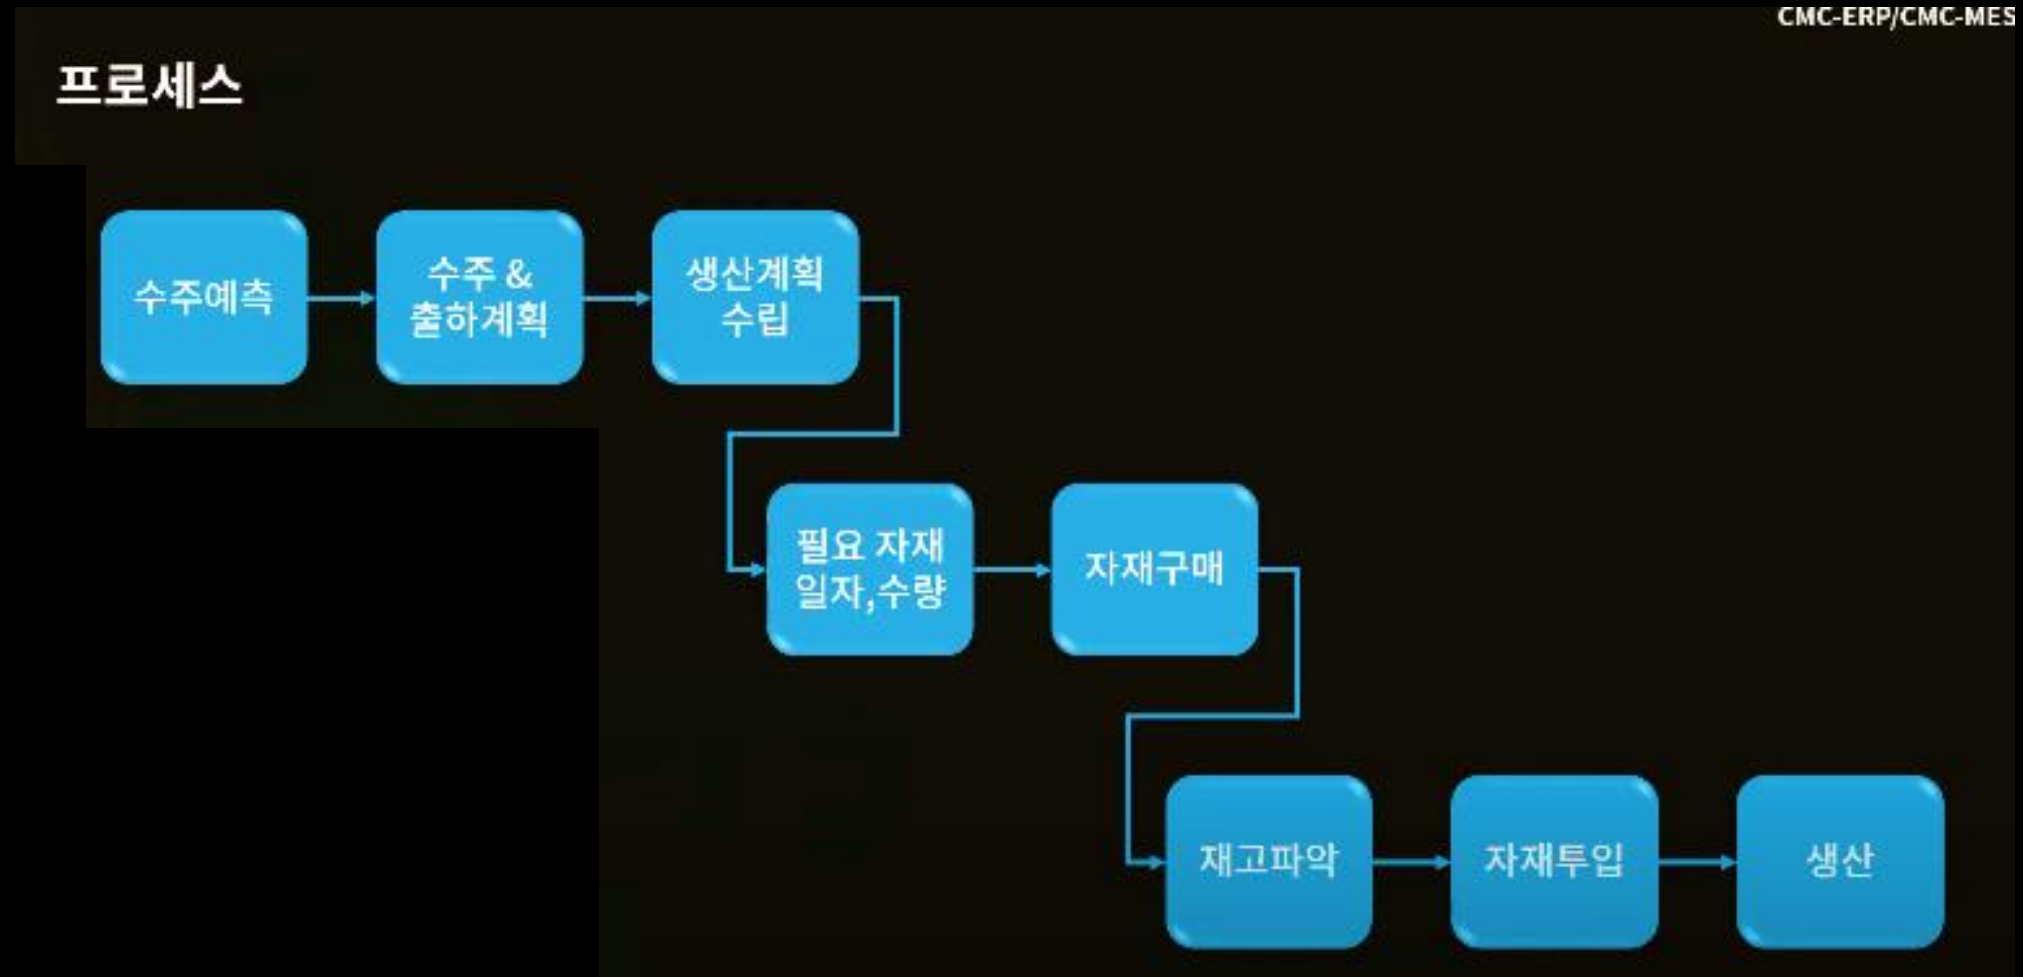 CMC-ERP/CMC-MES
프로세스
수주예측
수주 &
출하계획
생산계획
수립
필요 자재
일자,수량
자재구매
재고파악
자재투입
생산